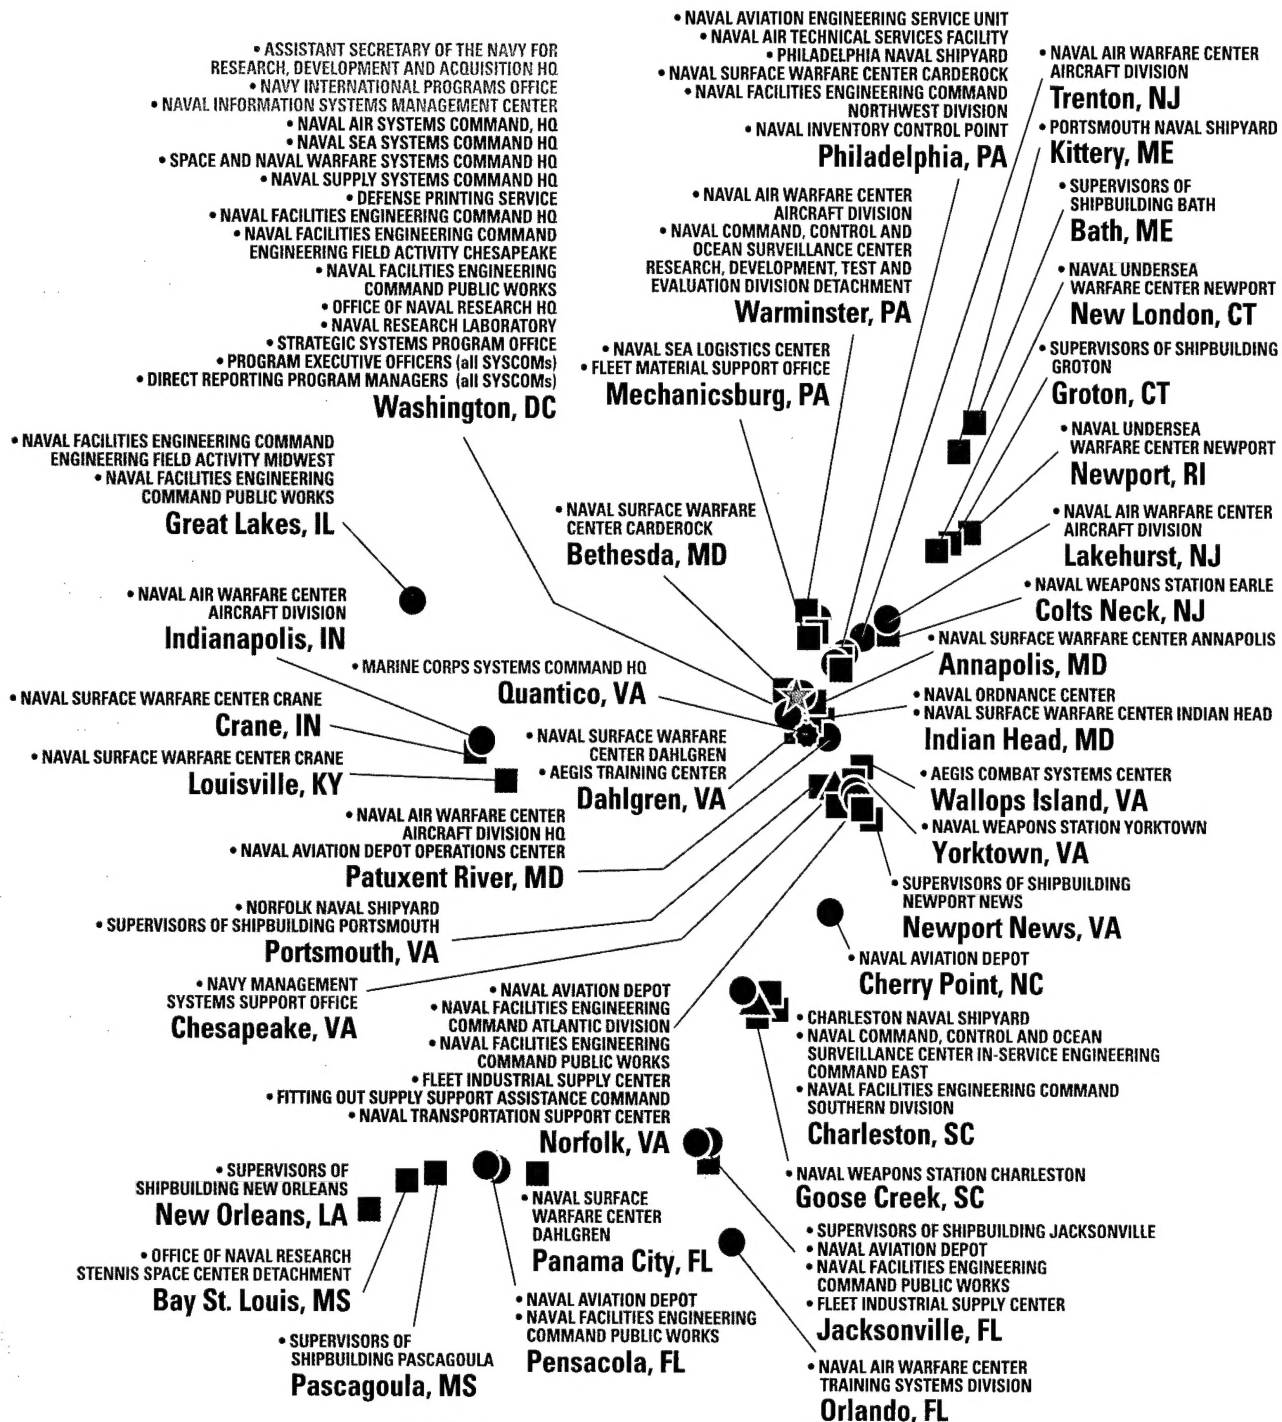 • ASSISTANT SECRETARY OF THE NAVY FOR
RESEARCH, DEVELOPMENT AND ACQUISITION HQ
• NAVY INTERNATIONAL PROGRAMS OFFICE
• NAVAL INFORMATION SYSTEMS MANAGEMENT CENTER
• NAVAL AIR SYSTEMS COMMAND, HQ
• NAVAL SEA SYSTEMS COMMAND HQ
• SPACE AND NAVAL WARFARE SYSTEMS COMMAND HQ
• NAVAL SUPPLY SYSTEMS COMMAND HQ
• DEFENSE PRINTING SERVICE
• NAVAL FACILITIES ENGINEERING COMMAND HQ
• NAVAL FACILITIES ENGINEERING COMMAND
ENGINEERING FIELD ACTIVITY CHESAPEAKE
• NAVAL FACILITIES ENGINEERING
COMMAND PUBLIC WORKS
• OFFICE OF NAVAL RESEARCH HQ
• NAVAL RESEARCH LABORATORY
• STRATEGIC SYSTEMS PROGRAM OFFICE
• PROGRAM EXECUTIVE OFFICERS (all SYSCOMs)
• DIRECT REPORTING PROGRAM MANAGERS (all SYSCOMs)
Washington, DC
• NAVAL AVIATION ENGINEERING SERVICE UNIT
• NAVAL AIR TECHNICAL SERVICES FACILITY
• PHILADELPHIA NAVAL SHIPYARD
• NAVAL SURFACE WARFARE CENTER CARDEROCK
• NAVAL FACILITIES ENGINEERING COMMAND
NORTHWEST DIVISION
• NAVAL INVENTORY CONTROL POINT
Philadelphia, PA
• NAVAL AIR WARFARE CENTER
AIRCRAFT DIVISION
Trenton, NJ
• PORTSMOUTH NAVAL SHIPYARD
Kittery, ME
• SUPERVISORS OF
SHIPBUILDING BATH
Bath, ME
• NAVAL UNDERSEA
WARFARE CENTER NEWPORT
New London, CT
• SUPERVISORS OF SHIPBUILDING
GROTON
Groton, CT
• NAVAL UNDERSEA
WARFARE CENTER NEWPORT
Newport, RI
• NAVAL AIR WARFARE CENTER
AIRCRAFT DIVISION
Lakehurst, NJ
• NAVAL WEAPONS STATION EARLE
Colts Neck, NJ
• NAVAL SURFACE WARFARE CENTER ANNAPOLIS
Annapolis, MD
• NAVAL ORDNANCE CENTER
• NAVAL SURFACE WARFARE CENTER INDIAN HEAD
Indian Head, MD
• AEGIS COMBAT SYSTEMS CENTER
Wallops Island, VA
• NAVAL WEAPONS STATION YORKTOWN
Yorktown, VA
• SUPERVISORS OF SHIPBUILDING
NEWPORT NEWS
Newport News, VA
• NAVAL AVIATION DEPOT
Cherry Point, NC
• NAVAL AIR WARFARE CENTER
AIRCRAFT DIVISION
• NAVAL COMMAND, CONTROL AND
OCEAN SURVEILLANCE CENTER
RESEARCH, DEVELOPMENT, TEST AND
EVALUATION DIVISION DETACHMENT
Warminster, PA
• NAVAL SEA LOGISTICS CENTER
• FLEET MATERIAL SUPPORT OFFICE
Mechanicsburg, PA
• NAVAL FACILITIES ENGINEERING COMMAND
ENGINEERING FIELD ACTIVITY MIDWEST
• NAVAL FACILITIES ENGINEERING
COMMAND PUBLIC WORKS
Great Lakes, IL
• NAVAL SURFACE WARFARE
CENTER CARDEROCK
Bethesda, MD
• NAVAL AIR WARFARE CENTER
AIRCRAFT DIVISION
Indianapolis, IN
• MARINE CORPS SYSTEMS COMMAND HQ
Quantico, VA
• NAVAL SURFACE WARFARE CENTER CRANE
Crane, IN
• NAVAL SURFACE WARFARE CENTER CRANE
Louisville, KY
• NAVAL SURFACE WARFARE
CENTER DAHLGREN
• AEGIS TRAINING CENTER
Dahlgren, VA
• NAVAL AIR WARFARE CENTER
AIRCRAFT DIVISION HQ
• NAVAL AVIATION DEPOT OPERATIONS CENTER
Patuxent River, MD
• NORFOLK NAVAL SHIPYARD
• SUPERVISORS OF SHIPBUILDING PORTSMOUTH
Portsmouth, VA
• NAVY MANAGEMENT
SYSTEMS SUPPORT OFFICE
Chesapeake, VA
• NAVAL AVIATION DEPOT
• NAVAL FACILITIES ENGINEERING
COMMAND ATLANTIC DIVISION
• NAVAL FACILITIES ENGINEERING
COMMAND PUBLIC WORKS
• FLEET INDUSTRIAL SUPPLY CENTER
• FITTING OUT SUPPLY SUPPORT ASSISTANCE COMMAND
• NAVAL TRANSPORTATION SUPPORT CENTER
Norfolk, VA
• CHARLESTON NAVAL SHIPYARD
• NAVAL COMMAND, CONTROL AND OCEAN
SURVEILLANCE CENTER IN-SERVICE ENGINEERING
COMMAND EAST
• NAVAL FACILITIES ENGINEERING COMMAND
SOUTHERN DIVISION
Charleston, SC
• NAVAL WEAPONS STATION CHARLESTON
Goose Creek, SC
• SUPERVISORS OF
SHIPBUILDING NEW ORLEANS
New Orleans, LA
• OFFICE OF NAVAL RESEARCH
STENNIS SPACE CENTER DETACHMENT
Bay St. Louis, MS
• SUPERVISORS OF
SHIPBUILDING PASCAGOULA
Pascagoula, MS
• NAVAL SURFACE
WARFARE CENTER
DAHLGREN
Panama City, FL
• NAVAL AVIATION DEPOT
• NAVAL FACILITIES ENGINEERING
COMMAND PUBLIC WORKS
Pensacola, FL
• SUPERVISORS OF SHIPBUILDING JACKSONVILLE
• NAVAL AVIATION DEPOT
• NAVAL FACILITIES ENGINEERING
COMMAND PUBLIC WORKS
• FLEET INDUSTRIAL SUPPLY CENTER
Jacksonville, FL
• NAVAL AIR WARFARE CENTER
TRAINING SYSTEMS DIVISION
Orlando, FL